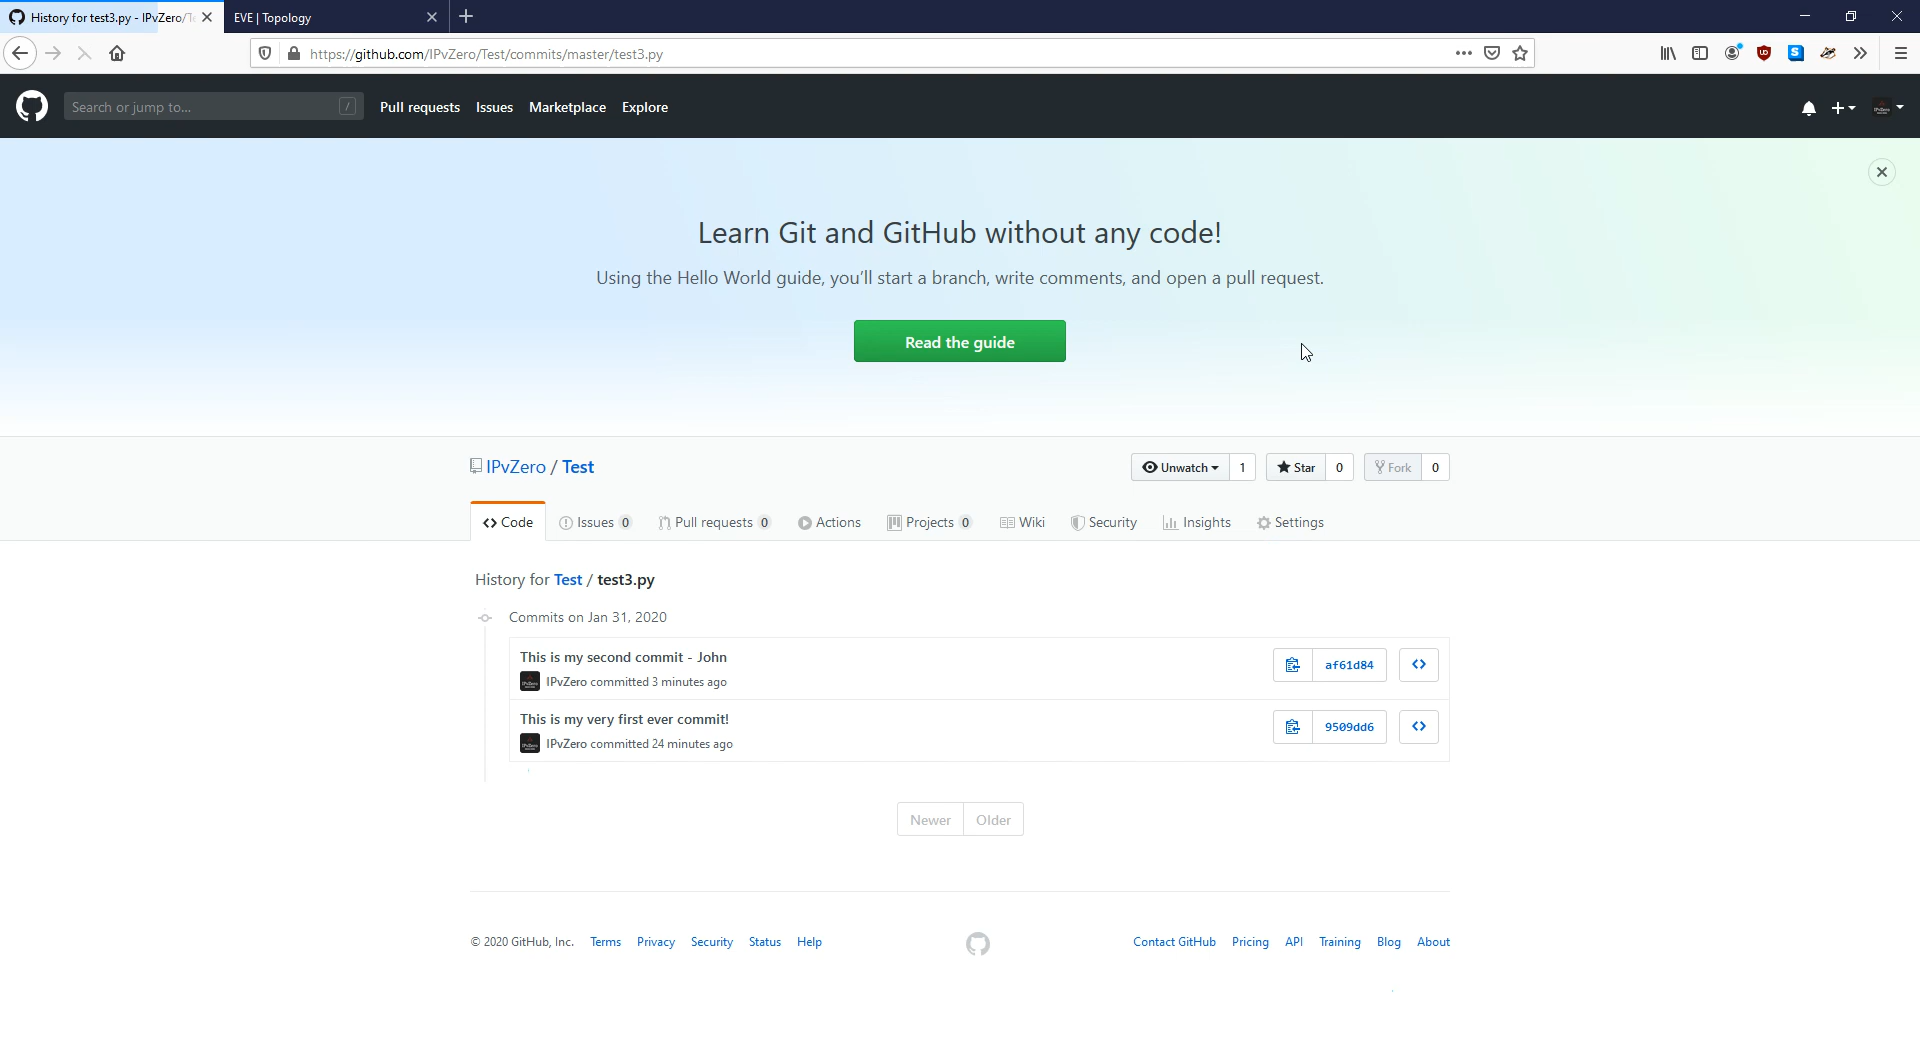 History for test3.py - IPvZero/Te
EVE | Topology
https://github.com/IPvZero/Test/commits/master/test3.py
Search or jump to...
/
Pull requests Issues Marketplace Explore
Learn Git and GitHub without any code!
Using the Hello World guide, you'll start a branch, write comments, and open a pull request.
Read the guide
IPvZero / Test
Unwatch 1 Star 0 Fork 0
Code Issues 0 Pull requests 0 Actions Projects 0 Wiki Security Insights Settings
History for Test / test3.py
Commits on Jan 31, 2020
This is my second commit - John
IPvZero committed 3 minutes ago
af61d84
This is my very first ever commit!
IPvZero committed 24 minutes ago
9509dd6
Newer Older
© 2020 GitHub, Inc. Terms Privacy Security Status Help
Contact GitHub Pricing API Training Blog About